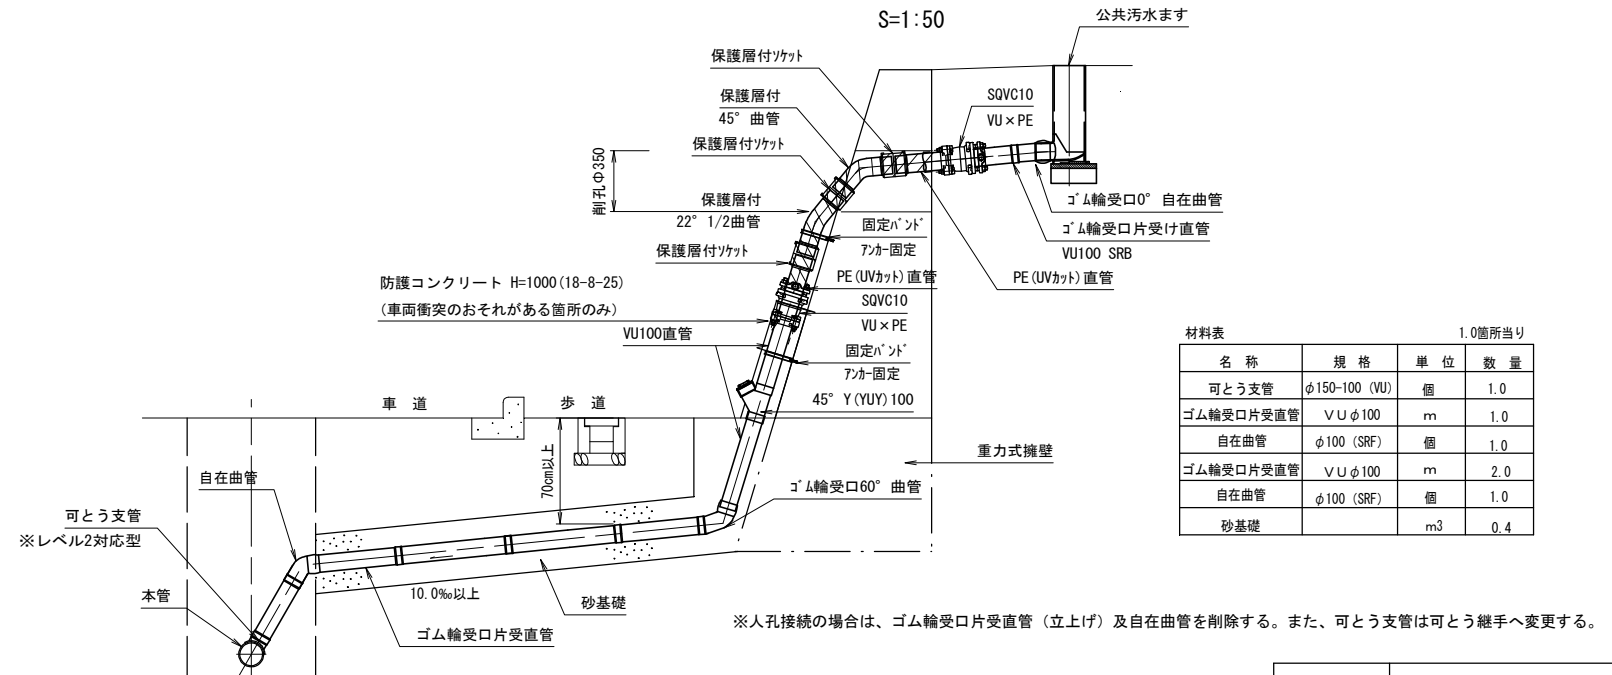 S=1:50
公共汚水ます
保護層付ｿｹｯﾄ
保護層付
45° 曲管
SQVC10
VU×PE
保護層付ｿｹｯﾄ
削孔Φ350
保護層付
22° 1/2曲管
ｺﾞﾑ輪受口0° 自在曲管
固定ﾊﾞﾝﾄﾞ
ｱﾝｶｰ固定
ｺﾞﾑ輪受口片受け直管
VU100 SRB
保護層付ｿｹｯﾄ
PE(UVｶｯﾄ)直管
PE(UVｶｯﾄ)直管
防護コンクリート H=1000(18-8-25)
(車両衝突のおそれがある箇所のみ)
SQVC10
VU×PE
VU100直管
固定ﾊﾞﾝﾄﾞ
ｱﾝｶｰ固定
45° Y(YUY)100
車 道
歩 道
70cm以上
重力式擁壁
自在曲管
ｺﾞﾑ輪受口60° 曲管
可とう支管
※レベル2対応型
本管
10.0‰以上
砂基礎
ゴム輪受口片受直管
材料表 1.0箇所当り
名 称 規 格 単 位 数 量
可とう支管 φ150-100 (VU) 個 1.0
ゴム輪受口片受直管 ＶＵφ100 ｍ 1.0
自在曲管 φ100 (SRF) 個 1.0
ゴム輪受口片受直管 ＶＵφ100 ｍ 2.0
自在曲管 φ100 (SRF) 個 1.0
砂基礎 m3 0.4
※人孔接続の場合は、ゴム輪受口片受直管（立上げ）及自在曲管を削除する。また、可とう支管は可とう継手へ変更する。